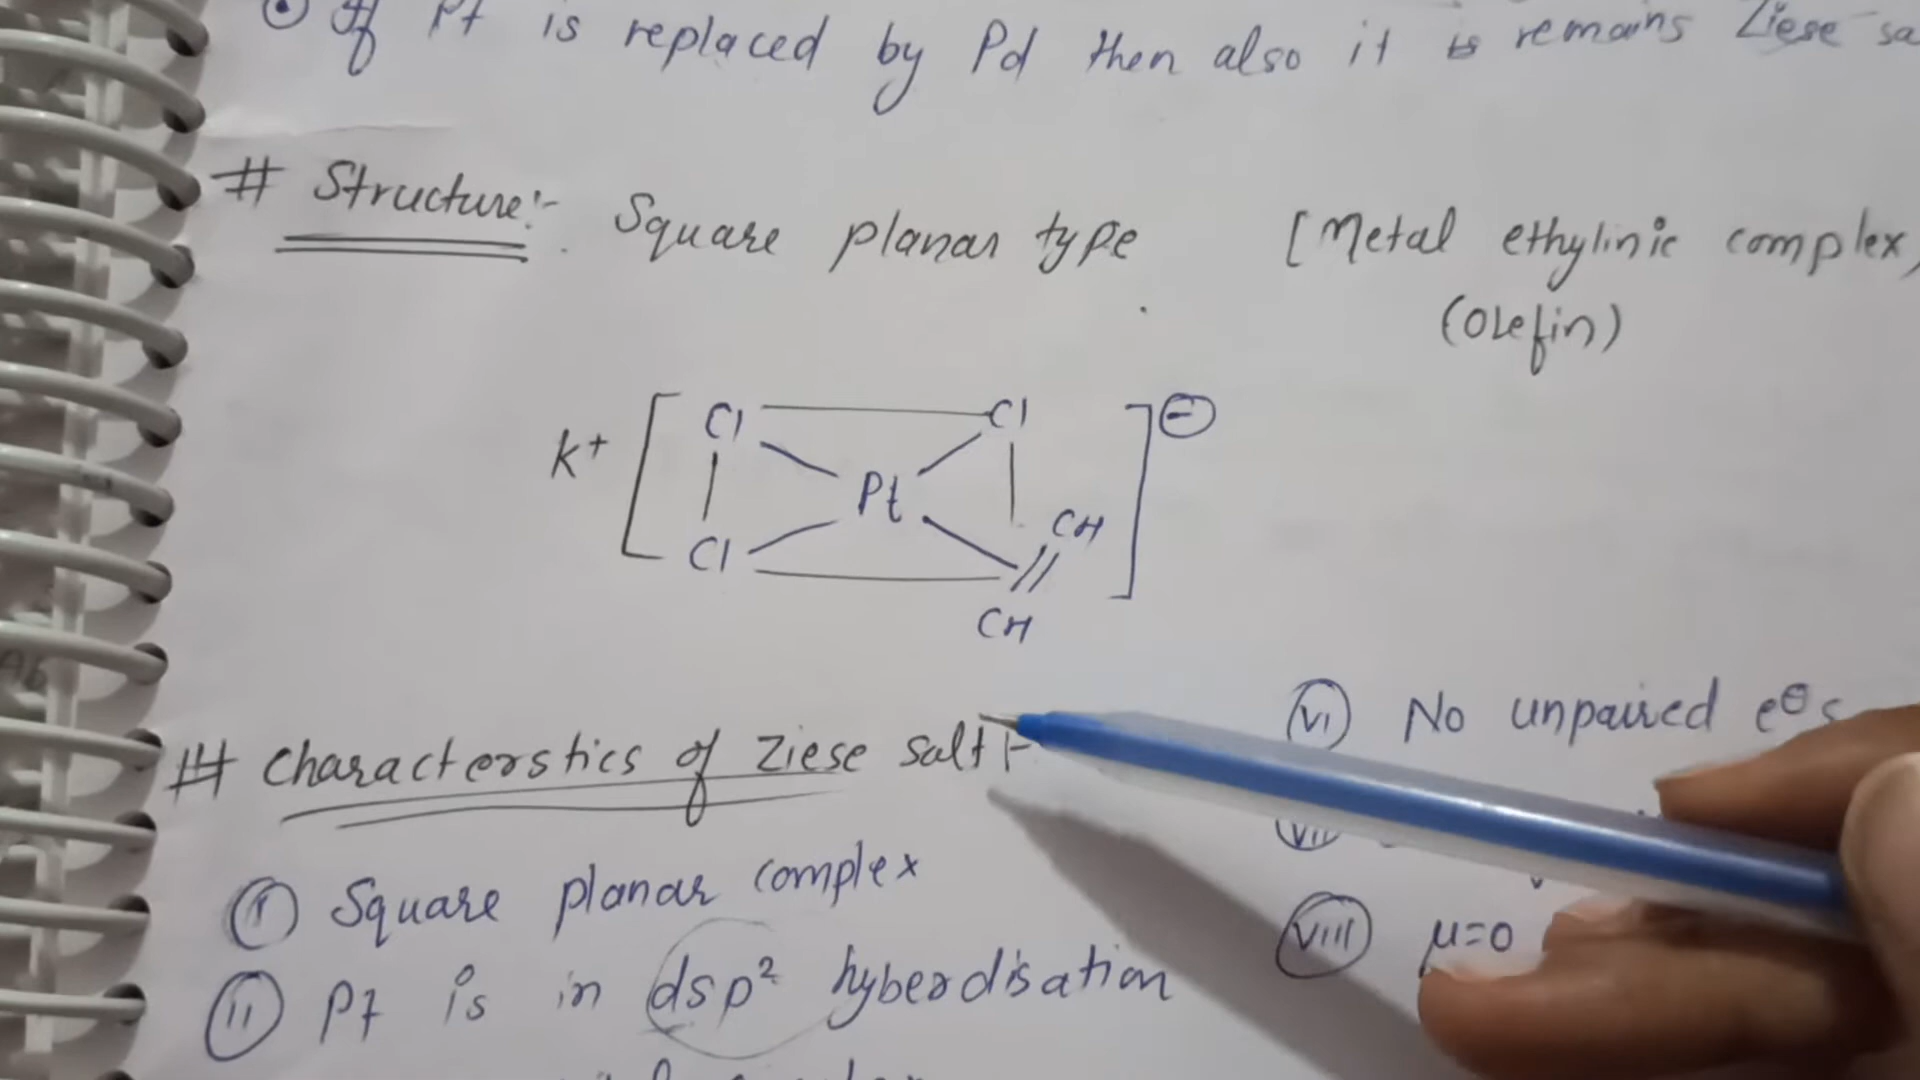 If Pt is replaced by Pd then also it is remains Ziese sa
# Structure:- Square planar type [Metal ethylinic complex,
(Olefin)
K+ [ Cl Cl ] ⊖
Pt
Cl CH
CH
# Characterstics of Ziese salt :-
(I) Square planar complex
(II) Pt is in dsp² hyberdisation
(VI) No unpaired e⊖s
(VII)
(VIII) μ=0